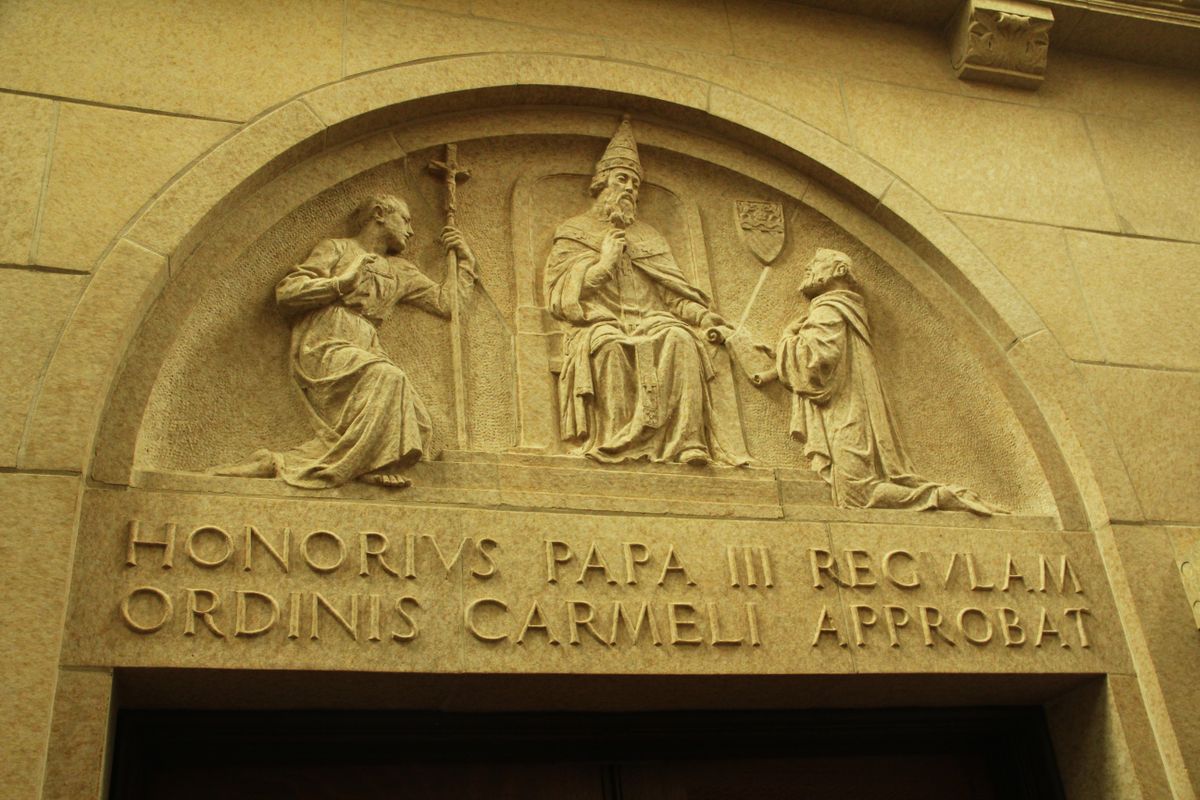 HONORIVS PAPA III REGVLAM
ORDINIS CARMELI APPROBAT